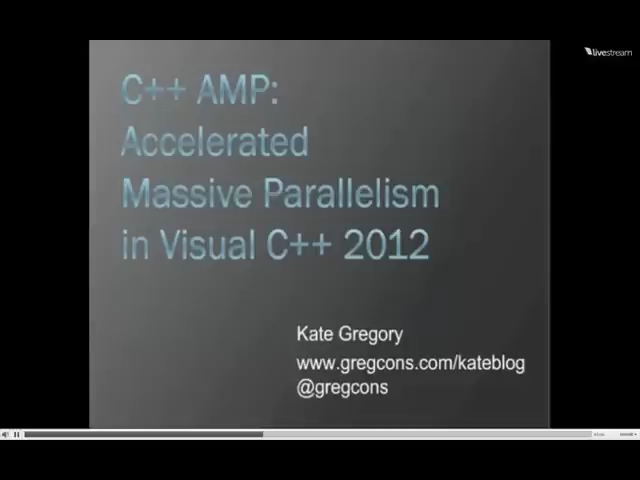 livestream
C++ AMP:
Accelerated
Massive Parallelism
in Visual C++ 2012
Kate Gregory
www.gregcons.com/kateblog
@gregcons